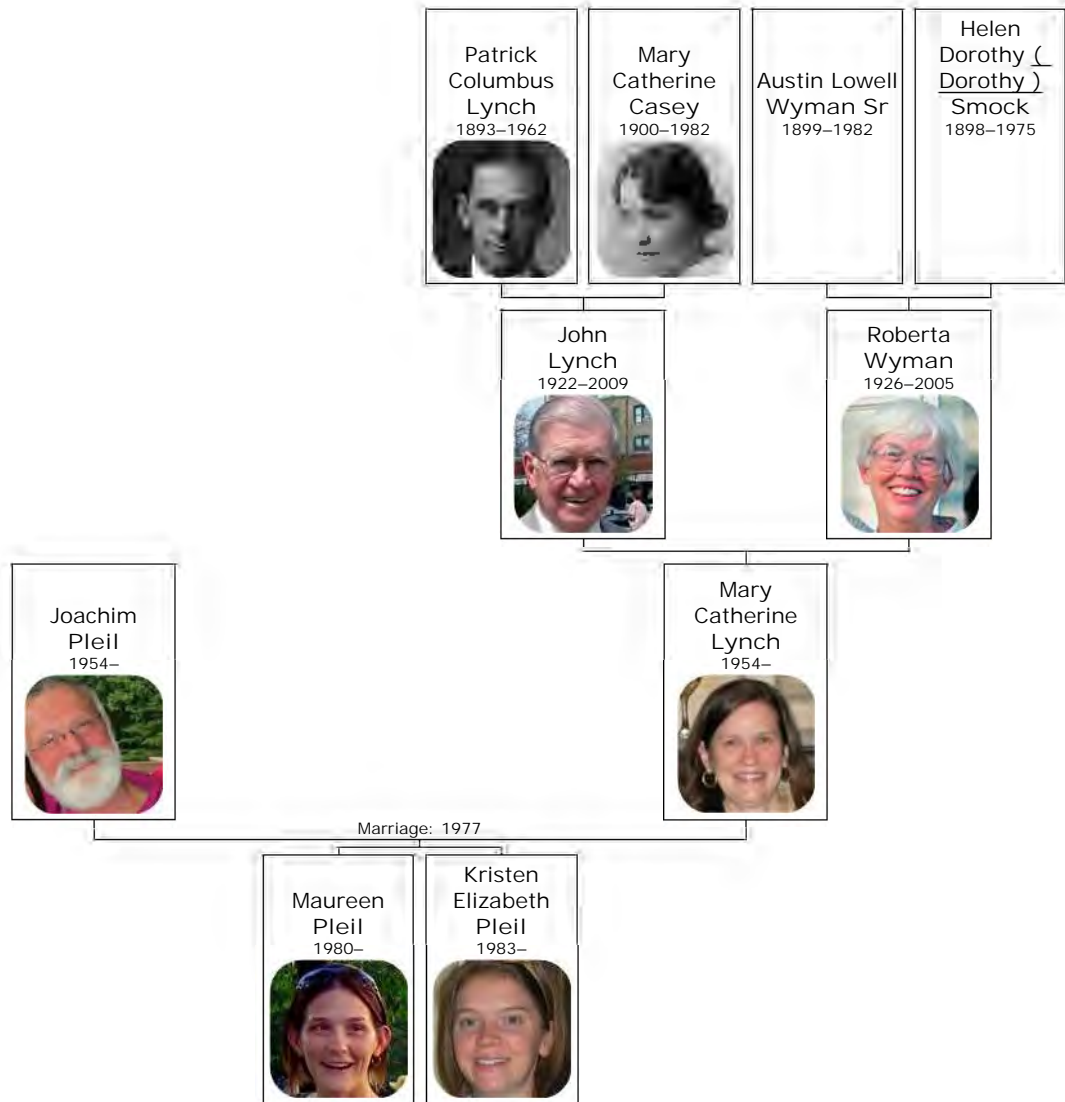 Patrick
Columbus
Lynch
1893–1962
Mary
Catherine
Casey
1900–1982
Austin Lowell
Wyman Sr
1899–1982
Helen
Dorothy (
Dorothy )
Smock
1898–1975
John
Lynch
1922–2009
Roberta
Wyman
1926–2005
Joachim
Pleil
1954–
Mary
Catherine
Lynch
1954–
Marriage: 1977
Maureen
Pleil
1980–
Kristen
Elizabeth
Pleil
1983–